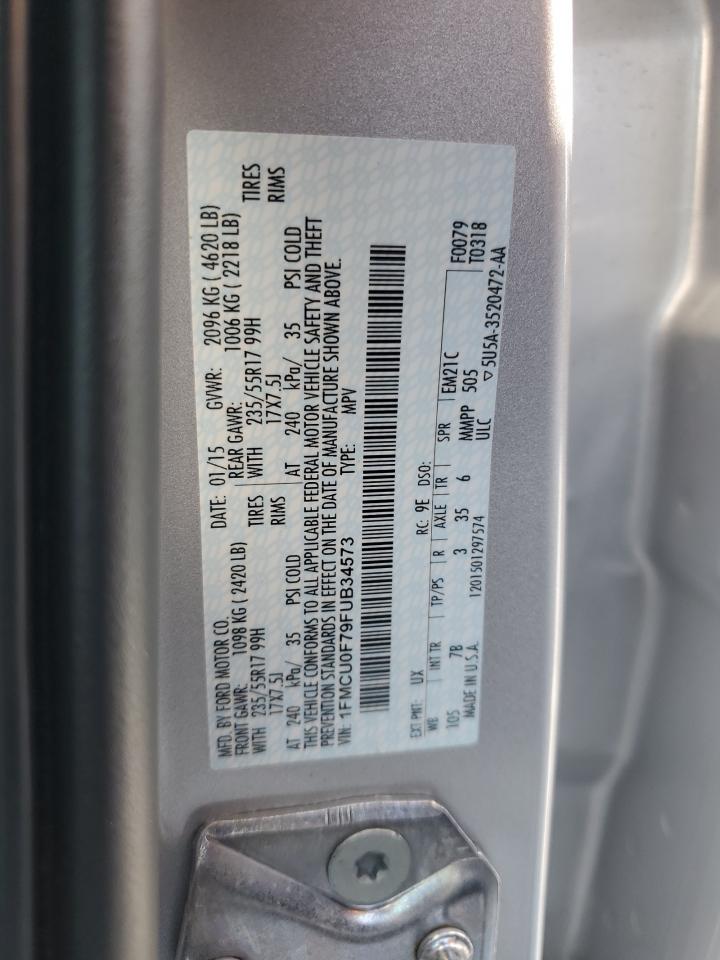 MFD. BY FORD MOTOR CO. DATE: 01/15 GVWR: 2096 KG ( 4620 LB)
FRONT GAWR: 1098 KG ( 2420 LB) REAR GAWR: 1006 KG ( 2218 LB)
WITH 235/55R17 99H TIRES WITH 235/55R17 99H TIRES
17X7.5J RIMS 17X7.5J RIMS
AT 240 kPa/ 35 PSI COLD AT 240 kPa/ 35 PSI COLD
THIS VEHICLE CONFORMS TO ALL APPLICABLE FEDERAL MOTOR VEHICLE SAFETY AND THEFT
PREVENTION STANDARDS IN EFFECT ON THE DATE OF MANUFACTURE SHOWN ABOVE.
VIN: 1FMCU0F79FUB34573 TYPE: MPV
EXT PNT: UX RC: 9E DSO:
WB INT TR TP/PS R AXLE TR SPR EM21C F0079
105 7B 3 35 6 MMPP 505 T0318
MADE IN U.S.A. 1201501297574 ULC ▽5U5A-3520472-AA